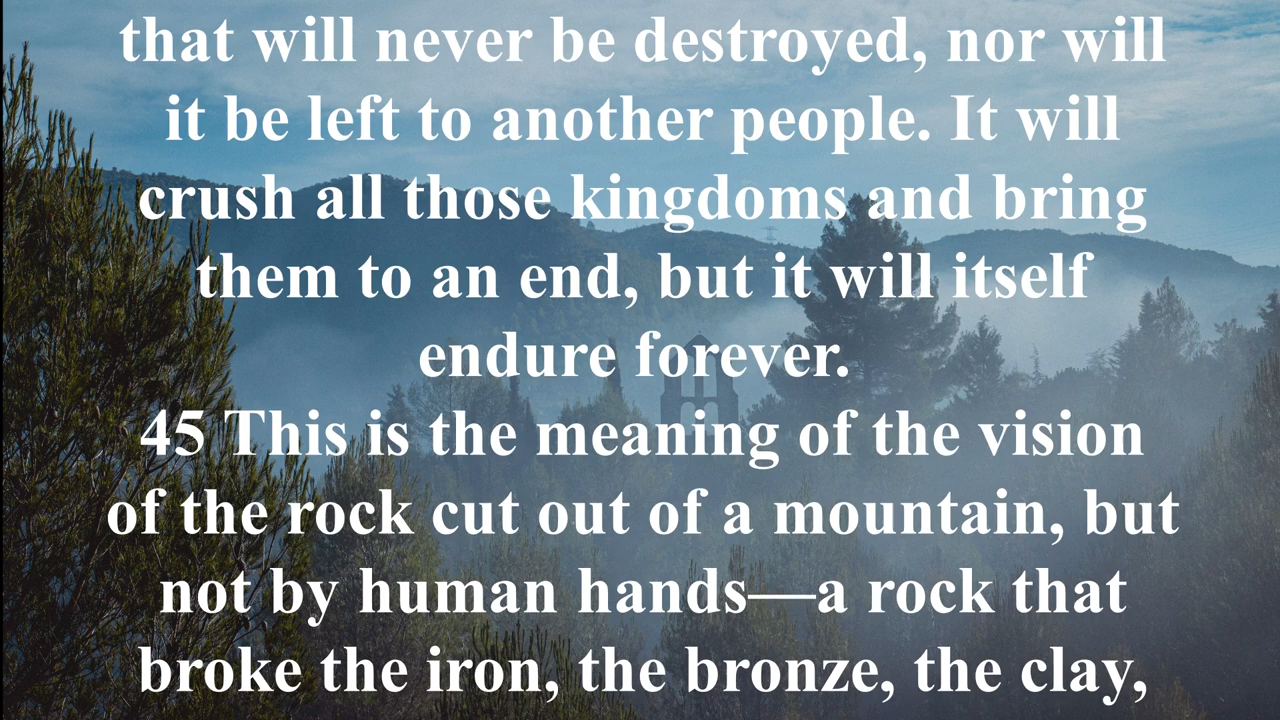 that will never be destroyed, nor will
it be left to another people. It will
crush all those kingdoms and bring
them to an end, but it will itself
endure forever.
45 This is the meaning of the vision
of the rock cut out of a mountain, but
not by human hands—a rock that
broke the iron, the bronze, the clay,